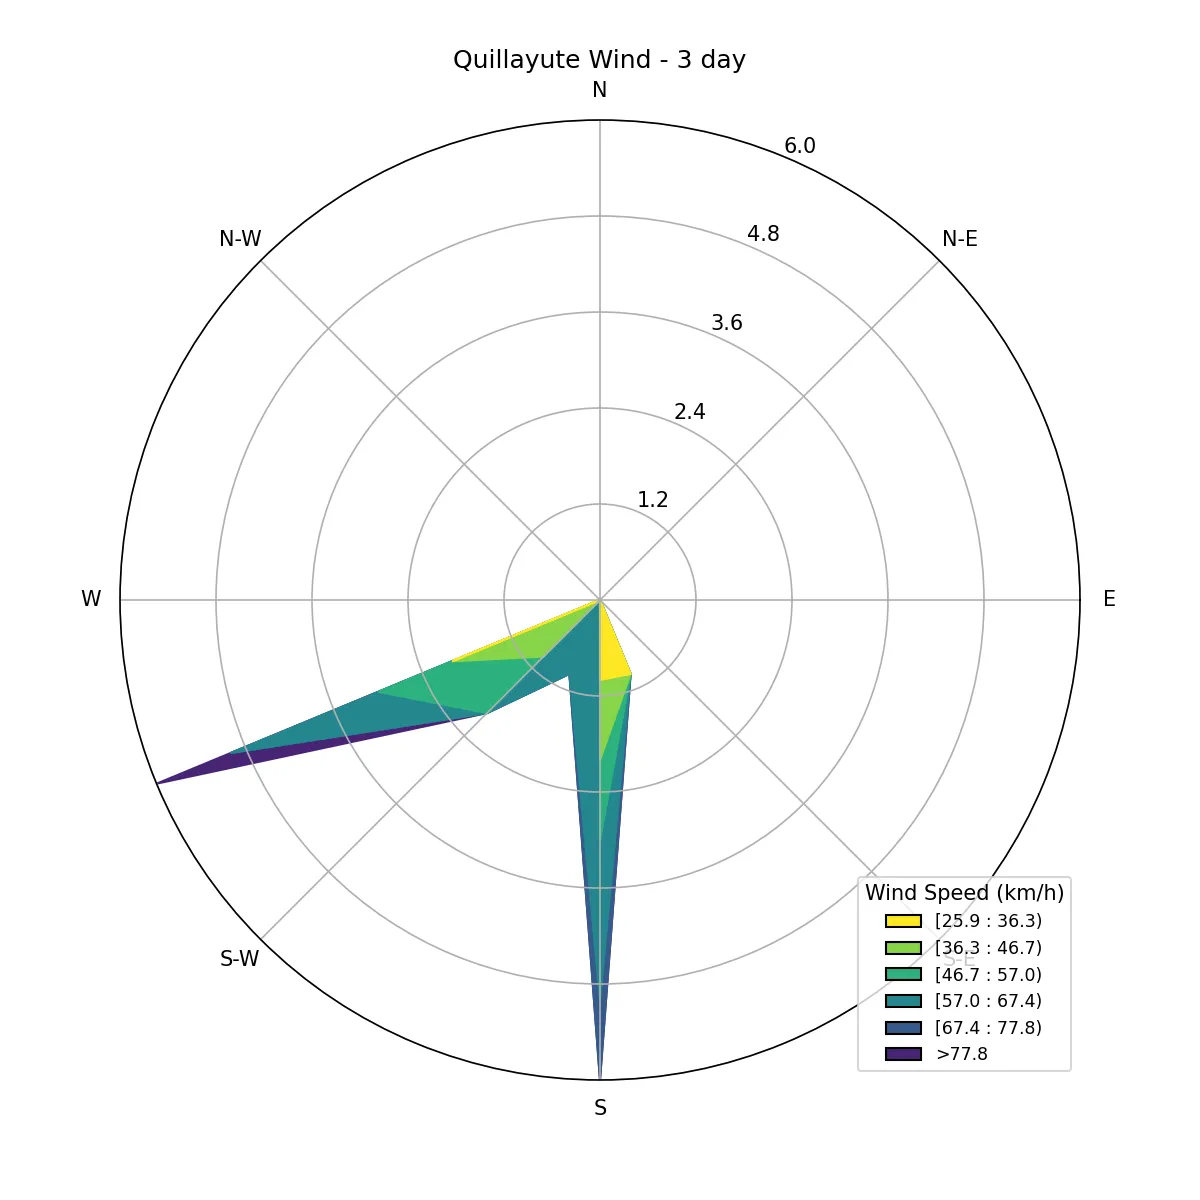 Quillayute Wind - 3 day
N
6.0
N-W
N-E
4.8
3.6
2.4
1.2
W
E
S-W
S-E
S
Wind Speed (km/h)
[25.9 : 36.3)
[36.3 : 46.7)
[46.7 : 57.0)
[57.0 : 67.4)
[67.4 : 77.8)
>77.8